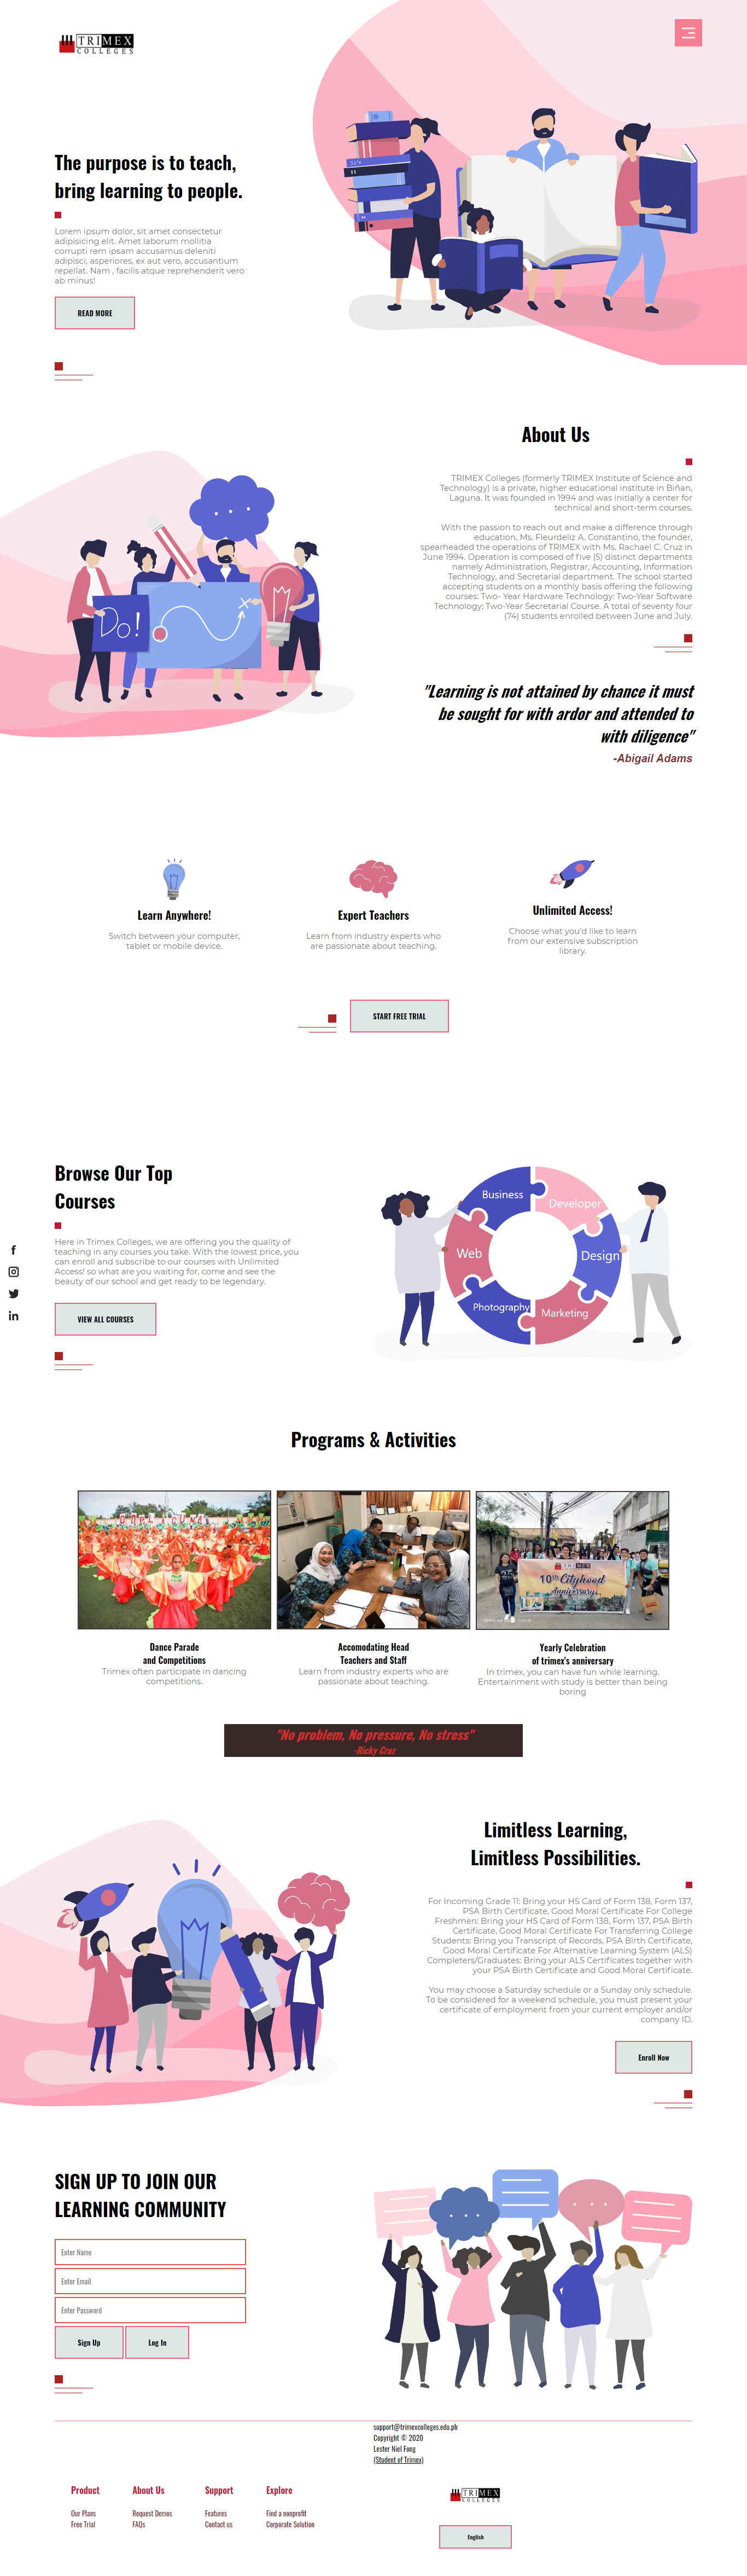 TRIMEX
COLLEGES
The purpose is to teach,
bring learning to people.
Lorem ipsum dolor, sit amet consectetur
adipisicing elit. Amet laborum mollitia
corrupti rem ipsam accusamus deleniti
adipisci, asperiores, ex aut vero, accusantium
repellat. Nam , facilis atque reprehenderit vero
ab minus!
READ MORE
About Us
TRIMEX Colleges (formerly TRIMEX Institute of Science and
Technology) is a private, higher educational institute in Biñan,
Laguna. It was founded in 1994 and was initially a center for
technical and short-term courses.
With the passion to reach out and make a difference through
education, Ms. Fleurdeliz A. Constantino, the founder,
spearheaded the operations of TRIMEX with Ms. Rachael C. Cruz in
June 1994. Operation is composed of five (5) distinct departments
namely Administration, Registrar, Accounting, Information
Technology, and Secretarial department. The school started
accepting students on a monthly basis offering the following
courses: Two- Year Hardware Technology: Two-Year Software
Technology; Two-Year Secretarial Course. A total of seventy four
(74) students enrolled between June and July.
Do!
"Learning is not attained by chance it must
be sought for with ardor and attended to
with diligence"
-Abigail Adams
Learn Anywhere!
Switch between your computer,
tablet or mobile device.
Expert Teachers
Learn from industry experts who
are passionate about teaching.
Unlimited Access!
Choose what you'd like to learn
from our extensive subscription
library.
START FREE TRIAL
Browse Our Top
Courses
Here in Trimex Colleges, we are offering you the quality of
teaching in any courses you take. With the lowest price, you
can enroll and subscribe to our courses with Unlimited
Access! so what are you waiting for, come and see the
beauty of our school and get ready to be legendary.
VIEW ALL COURSES
Business
Developer
Web
Design
Photography
Marketing
Programs & Activities
TRIMEX
10th Cityhood
Anniversary
Dance Parade
and Competitions
Trimex often participate in dancing
competitions.
Accomodating Head
Teachers and Staff
Learn from industry experts who are
passionate about teaching.
Yearly Celebration
of trimex's anniversary
In trimex, you can have fun while learning.
Entertainment with study is better than being
boring
"No problem, No pressure, No stress"
-Ricky Cruz
Limitless Learning,
Limitless Possibilities.
For Incoming Grade 11: Bring your HS Card of Form 138, Form 137,
PSA Birth Certificate, Good Moral Certificate For College
Freshmen: Bring your HS Card of Form 138, Form 137, PSA Birth
Certificate, Good Moral Certificate For Transferring College
Students: Bring you Transcript of Records, PSA Birth Certificate,
Good Moral Certificate For Alternative Learning System (ALS)
Completers/Graduates: Bring your ALS Certificates together with
your PSA Birth Certificate and Good Moral Certificate.
You may choose a Saturday schedule or a Sunday only schedule.
To be considered for a weekend schedule, you must present your
certificate of employment from your current employer and/or
company ID.
Enroll Now
SIGN UP TO JOIN OUR
LEARNING COMMUNITY
Enter Name
Enter Email
Enter Password
Sign Up
Log In
support@trimexcolleges.edu.ph
Copyright © 2020
Lester Niel Fong
(Student of Trimex)
Product
Our Plans
Free Trial
About Us
Request Demos
FAQs
Support
Features
Contact us
Explore
Find a nonprofit
Corporate Solution
TRIMEX
COLLEGES
English